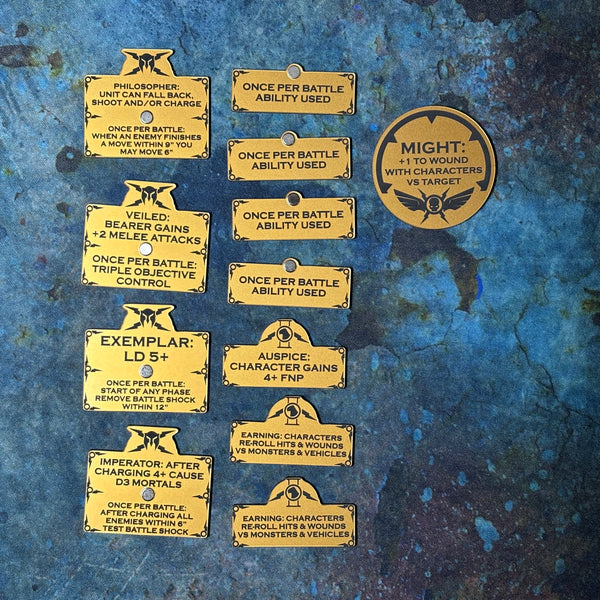 PHILOSOPHER:
UNIT CAN FALL BACK,
SHOOT AND/OR CHARGE
ONCE PER BATTLE:
WHEN AN ENEMY FINISHES
A MOVE WITHIN 9" YOU
MAY MOVE 6"
VEILED:
BEARER GAINS
+2 MELEE ATTACKS
ONCE PER BATTLE:
TRIPLE OBJECTIVE
CONTROL
EXEMPLAR:
LD 5+
ONCE PER BATTLE:
START OF ANY PHASE
REMOVE BATTLE SHOCK
WITHIN 12"
IMPERATOR: AFTER
CHARGING 4+ CAUSE
D3 MORTALS
ONCE PER BATTLE:
AFTER CHARGING ALL
ENEMIES WITHIN 6"
TEST BATTLE SHOCK
ONCE PER BATTLE
ABILITY USED
ONCE PER BATTLE
ABILITY USED
ONCE PER BATTLE
ABILITY USED
ONCE PER BATTLE
ABILITY USED
AUSPICE:
CHARACTER GAINS
4+ FNP
EARNING: CHARACTERS
RE-ROLL HITS & WOUNDS
VS MONSTERS & VEHICLES
EARNING: CHARACTERS
RE-ROLL HITS & WOUNDS
VS MONSTERS & VEHICLES
MIGHT:
+1 TO WOUND
WITH CHARACTERS
VS TARGET